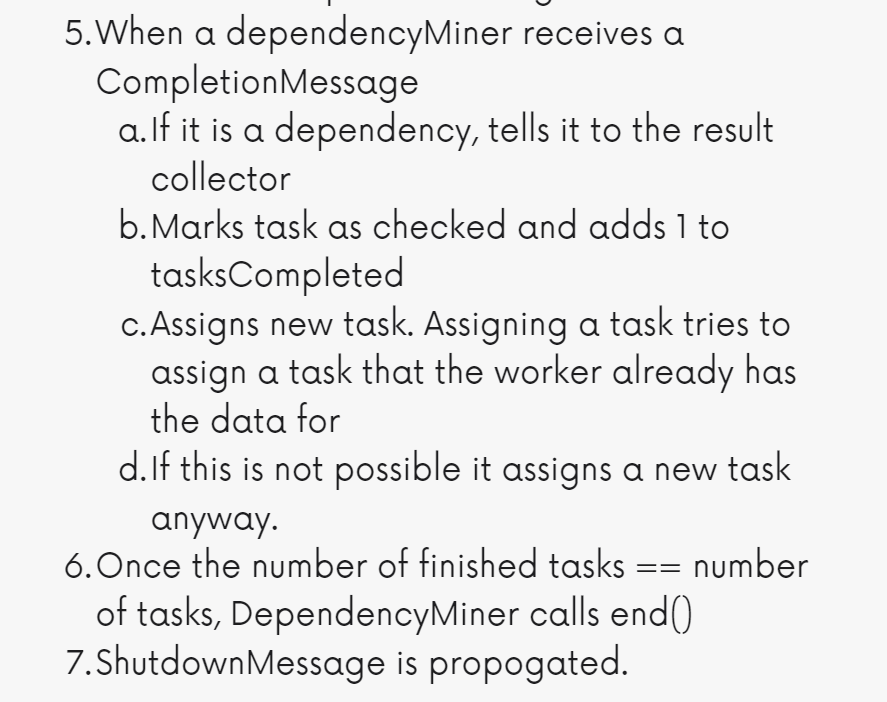 5.When a dependencyMiner receives a
CompletionMessage
a.If it is a dependency, tells it to the result
collector
b.Marks task as checked and adds 1 to
tasksCompleted
c.Assigns new task. Assigning a task tries to
assign a task that the worker already has
the data for
d.If this is not possible it assigns a new task
anyway.
6.Once the number of finished tasks == number
of tasks, DependencyMiner calls end()
7.ShutdownMessage is propogated.